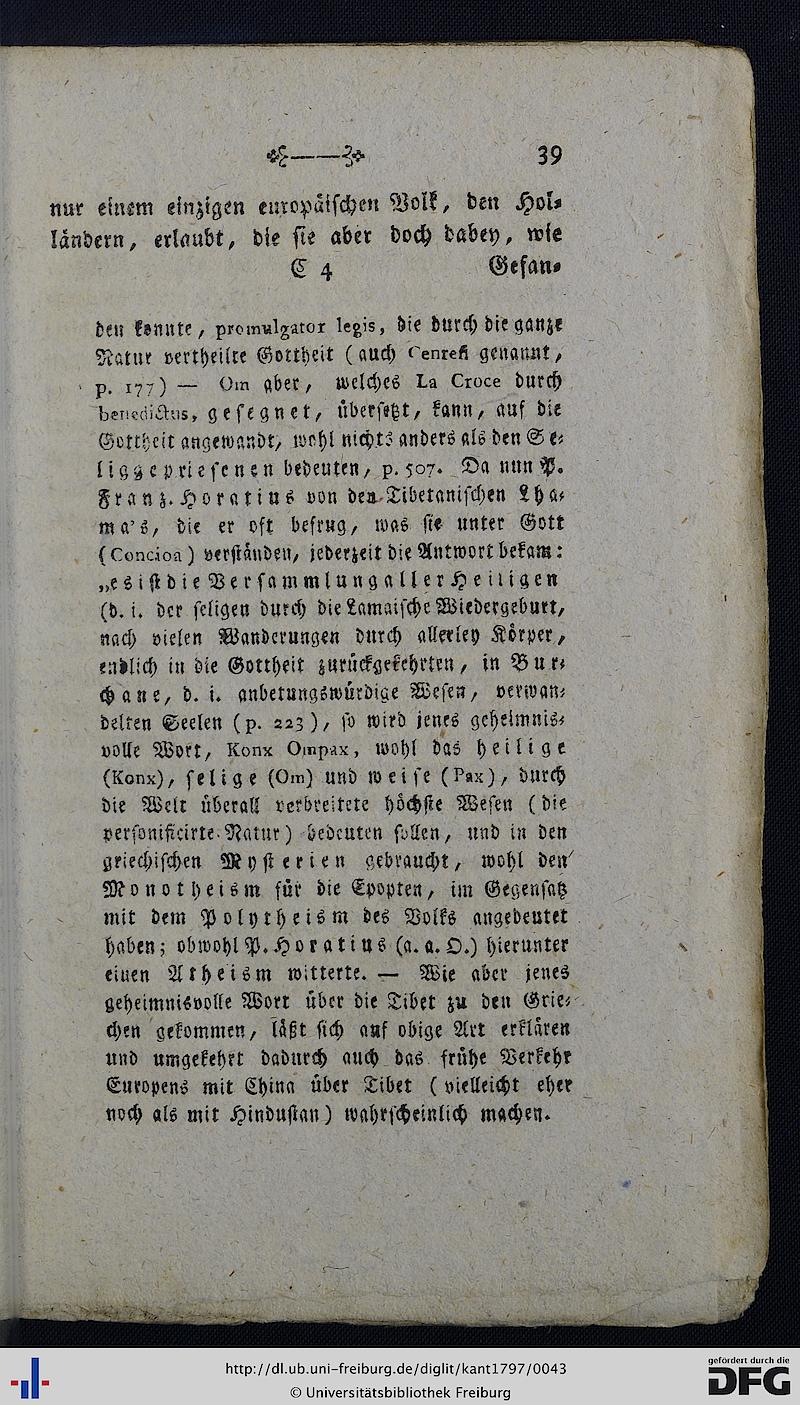 39
nur einem einzigen europäischen Volk, den Hol-
ländern, erlaubt, die sie aber doch dabey, wie
C 4 Gesan-
den konnte, promulgator legis, die durch die ganze
Natur vertheilte Gottheit (auch Cenresi genannt,
p. 177) — Om aber, welches La Croce durch
benedictus, gesegnet, übersetzt, kann, auf die
Gottheit angewandt, wohl nichts anders als den Se-
liggepriesenen bedeuten, p. 507. Da nun P.
Franz. Horatius von den Tibetanischen Lha-
ma's, die er oft befrug, was sie unter Gott
(Concioa) verständen, jederzeit die Antwort bekam:
„es ist die Versammlung aller Heiligen
(d. i. der seligen durch die Lamaische Wiedergeburt,
nach vielen Wanderungen durch allerley Körper,
endlich in die Gottheit zurückgekehrten, in Bur-
chane, d. i. anbetungswürdige Wesen, verwan-
delten Seelen (p. 223), so wird jenes geheimnis-
volle Wort, Konx Ompax, wohl das heilige
(Konx), selige (Om) und weise (Pax), durch
die Welt überall verbreitete höchste Wesen (die
personificirte Natur) bedeuten sollen, und in den
griechischen Mysterien gebraucht, wohl den
Monotheism für die Epopten, im Gegensatz
mit dem Polytheism des Volks angedeutet
haben; obwohl P. Horatius (a. a. O.) hierunter
einen Atheism witterte. — Wie aber jenes
geheimnisvolle Wort über die Tibet zu den Grie-
chen gekommen, läßt sich auf obige Art erklären
und umgekehrt dadurch auch das frühe Verkehr
Europens mit China über Tibet (vielleicht eher
noch als mit Hindustan) wahrscheinlich machen.
http://dl.ub.uni-freiburg.de/diglit/kant1797/0043
© Universitätsbibliothek Freiburg
gefördert durch die
DFG